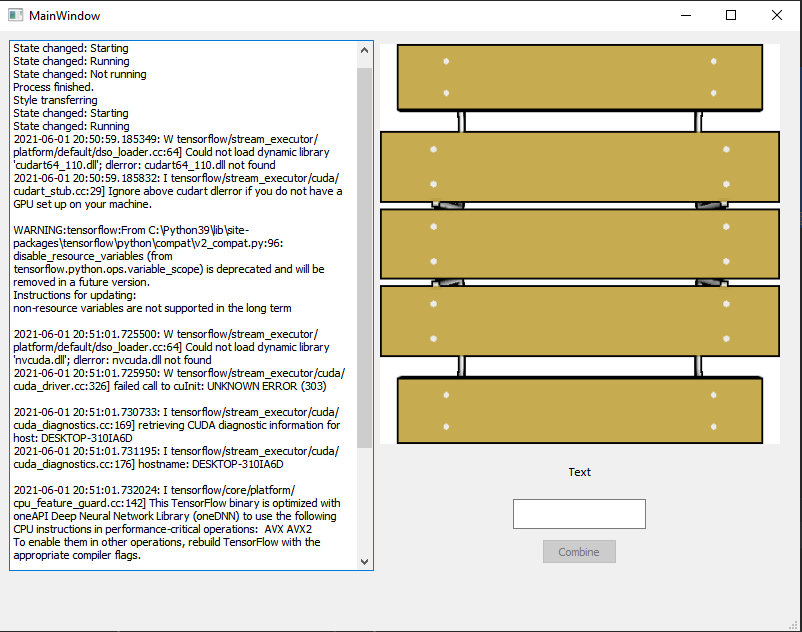 MainWindow
State changed: Starting
State changed: Running
State changed: Not running
Process finished.
Style transferring
State changed: Starting
State changed: Running
2021-06-01 20:50:59.185349: W tensorflow/stream_executor/
platform/default/dso_loader.cc:64] Could not load dynamic library
'cudart64_110.dll'; dlerror: cudart64_110.dll not found
2021-06-01 20:50:59.185832: I tensorflow/stream_executor/cuda/
cudart_stub.cc:29] Ignore above cudart dlerror if you do not have a
GPU set up on your machine.
WARNING:tensorflow:From C:\Python39\lib\site-
packages\tensorflow\python\compat\v2_compat.py:96:
disable_resource_variables (from
tensorflow.python.ops.variable_scope) is deprecated and will be
removed in a future version.
Instructions for updating:
non-resource variables are not supported in the long term
2021-06-01 20:51:01.725500: W tensorflow/stream_executor/
platform/default/dso_loader.cc:64] Could not load dynamic library
'nvcuda.dll'; dlerror: nvcuda.dll not found
2021-06-01 20:51:01.725950: W tensorflow/stream_executor/cuda/
cuda_driver.cc:326] failed call to cuInit: UNKNOWN ERROR (303)
2021-06-01 20:51:01.730733: I tensorflow/stream_executor/cuda/
cuda_diagnostics.cc:169] retrieving CUDA diagnostic information for
host: DESKTOP-310IA6D
2021-06-01 20:51:01.731195: I tensorflow/stream_executor/cuda/
cuda_diagnostics.cc:176] hostname: DESKTOP-310IA6D
2021-06-01 20:51:01.732024: I tensorflow/core/platform/
cpu_feature_guard.cc:142] This TensorFlow binary is optimized with
oneAPI Deep Neural Network Library (oneDNN) to use the following
CPU instructions in performance-critical operations:  AVX AVX2
To enable them in other operations, rebuild TensorFlow with the
appropriate compiler flags.
Text
Combine